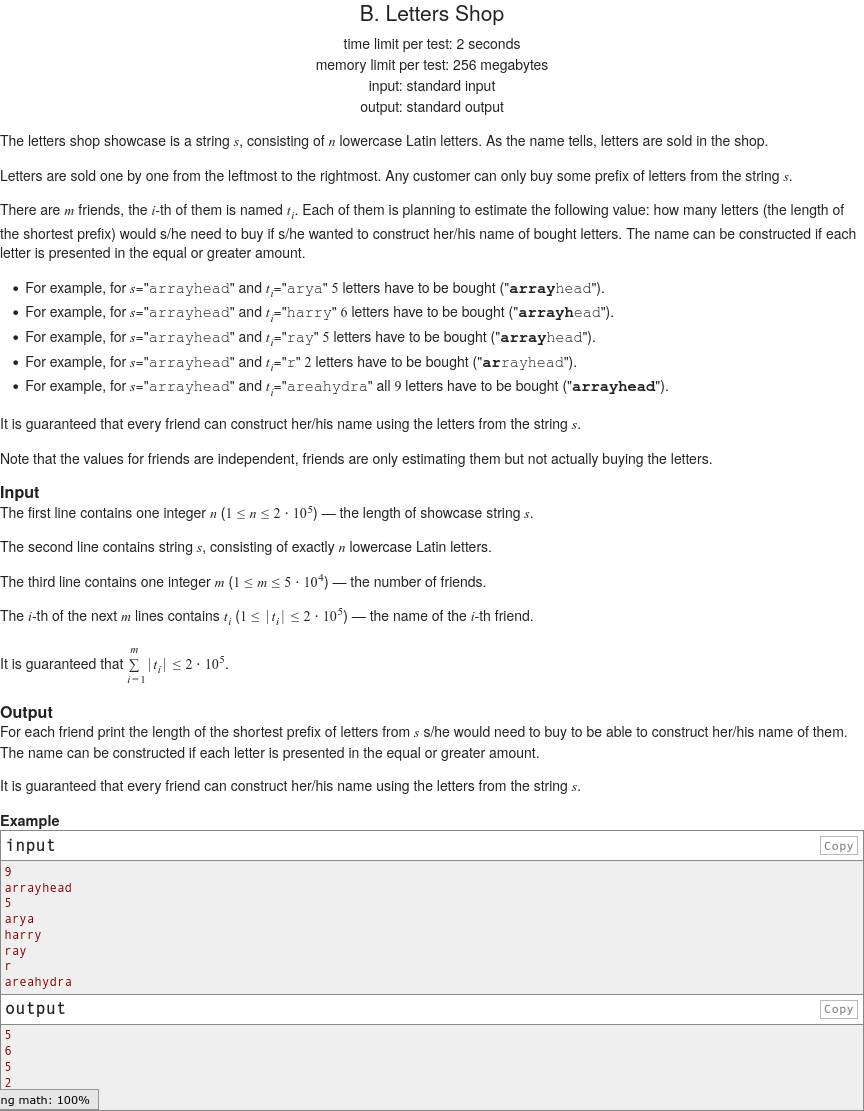 B. Letters Shop
time limit per test: 2 seconds
memory limit per test: 256 megabytes
input: standard input
output: standard output
The letters shop showcase is a string s, consisting of n lowercase Latin letters. As the name tells, letters are sold in the shop.
Letters are sold one by one from the leftmost to the rightmost. Any customer can only buy some prefix of letters from the string s.
There are m friends, the i-th of them is named t_i. Each of them is planning to estimate the following value: how many letters (the length of
the shortest prefix) would s/he need to buy if s/he wanted to construct her/his name of bought letters. The name can be constructed if each
letter is presented in the equal or greater amount.
• For example, for s="arrayhead" and t_i="arya" 5 letters have to be bought ("arrayhead").
• For example, for s="arrayhead" and t_i="harry" 6 letters have to be bought ("arrayhead").
• For example, for s="arrayhead" and t_i="ray" 5 letters have to be bought ("arrayhead").
• For example, for s="arrayhead" and t_i="r" 2 letters have to be bought ("arrayhead").
• For example, for s="arrayhead" and t_i="areahydra" all 9 letters have to be bought ("arrayhead").
It is guaranteed that every friend can construct her/his name using the letters from the string s.
Note that the values for friends are independent, friends are only estimating them but not actually buying the letters.
Input
The first line contains one integer n (1 ≤ n ≤ 2 · 10^5) — the length of showcase string s.
The second line contains string s, consisting of exactly n lowercase Latin letters.
The third line contains one integer m (1 ≤ m ≤ 5 · 10^4) — the number of friends.
The i-th of the next m lines contains t_i (1 ≤ |t_i| ≤ 2 · 10^5) — the name of the i-th friend.
It is guaranteed that ∑_{i=1}^{m} |t_i| ≤ 2 · 10^5.
Output
For each friend print the length of the shortest prefix of letters from s s/he would need to buy to be able to construct her/his name of them.
The name can be constructed if each letter is presented in the equal or greater amount.
It is guaranteed that every friend can construct her/his name using the letters from the string s.
Example
input Copy
9
arrayhead
5
arya
harry
ray
r
areahydra
output Copy
5
6
5
2
ng math: 100%